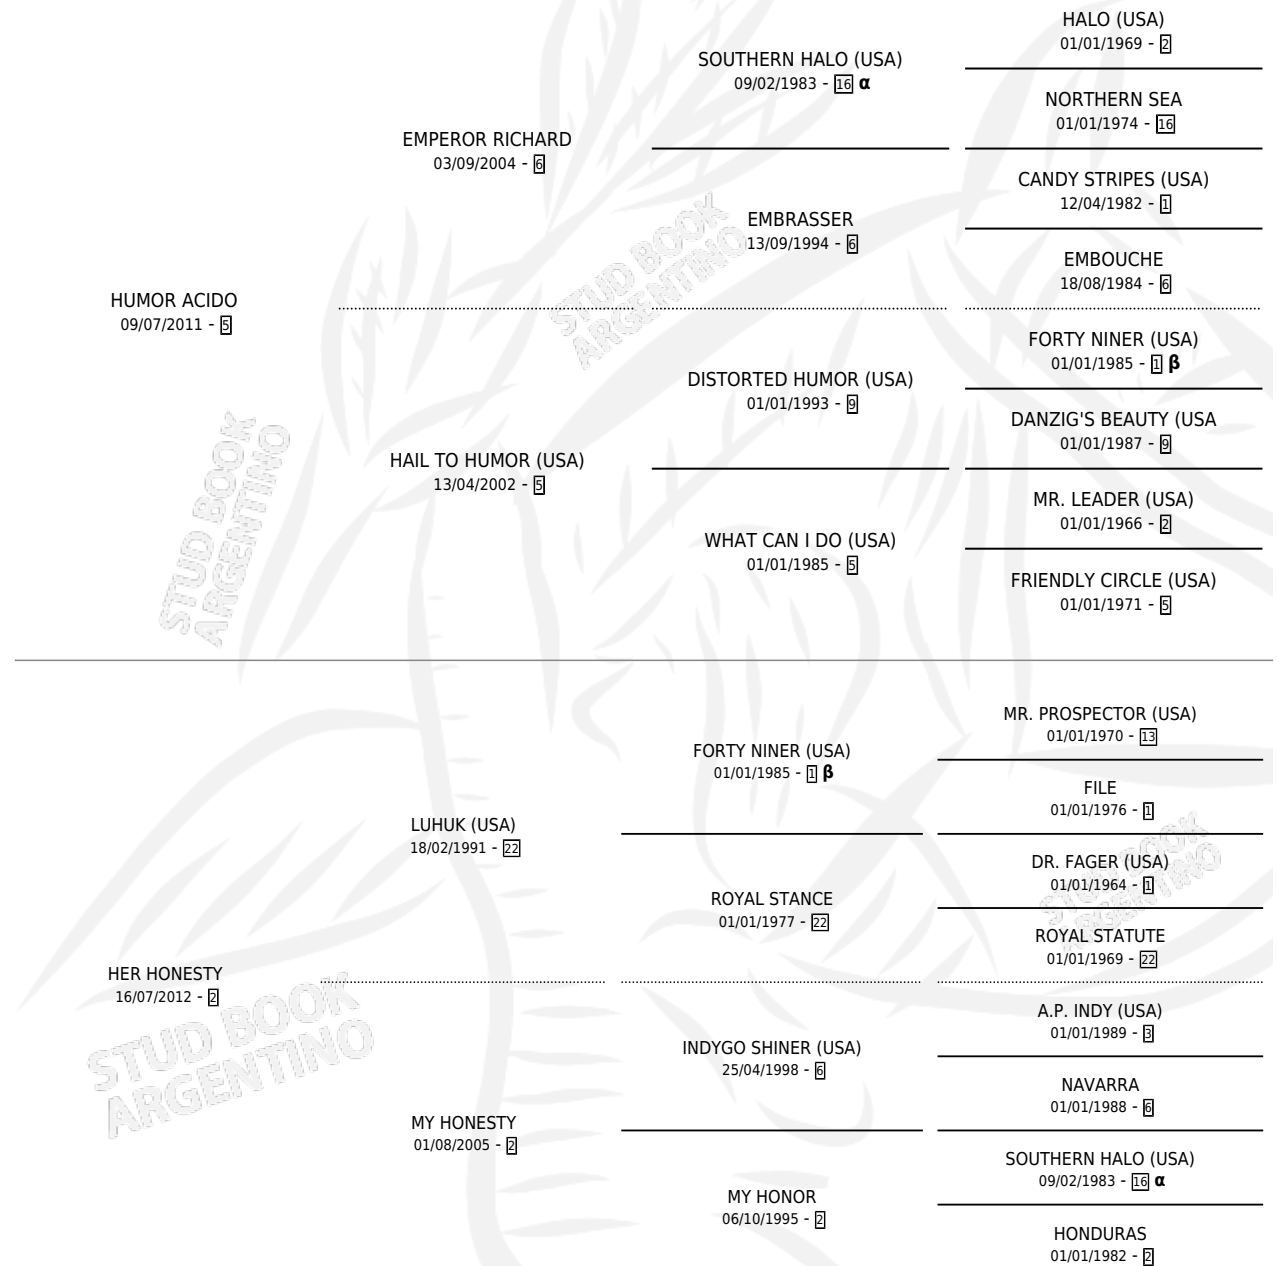 HUMOR ACIDO
09/07/2011 - 5
EMPEROR RICHARD
03/09/2004 - 6
SOUTHERN HALO (USA)
09/02/1983 - 16 α
HALO (USA)
01/01/1969 - 2
NORTHERN SEA
01/01/1974 - 16
EMBRASSER
13/09/1994 - 6
CANDY STRIPES (USA)
12/04/1982 - 1
EMBOUCHE
18/08/1984 - 6
HAIL TO HUMOR (USA)
13/04/2002 - 5
DISTORTED HUMOR (USA)
01/01/1993 - 9
FORTY NINER (USA)
01/01/1985 - 1 β
DANZIG'S BEAUTY (USA
01/01/1987 - 9
WHAT CAN I DO (USA)
01/01/1985 - 5
MR. LEADER (USA)
01/01/1966 - 2
FRIENDLY CIRCLE (USA)
01/01/1971 - 5
HER HONESTY
16/07/2012 - 2
LUHUK (USA)
18/02/1991 - 22
FORTY NINER (USA)
01/01/1985 - 1 β
MR. PROSPECTOR (USA)
01/01/1970 - 13
FILE
01/01/1976 - 1
ROYAL STANCE
01/01/1977 - 22
DR. FAGER (USA)
01/01/1964 - 1
ROYAL STATUTE
01/01/1969 - 22
MY HONESTY
01/08/2005 - 2
INDYGO SHINER (USA)
25/04/1998 - 6
A.P. INDY (USA)
01/01/1989 - 3
NAVARRA
01/01/1988 - 6
MY HONOR
06/10/1995 - 2
SOUTHERN HALO (USA)
09/02/1983 - 16 α
HONDURAS
01/01/1982 - 2
STUD BOOK
ARGENTINO
STUD BOOK
ARGENTINO
STUD BOOK
ARGENTINO
STUD BOOK
ARGENTINO